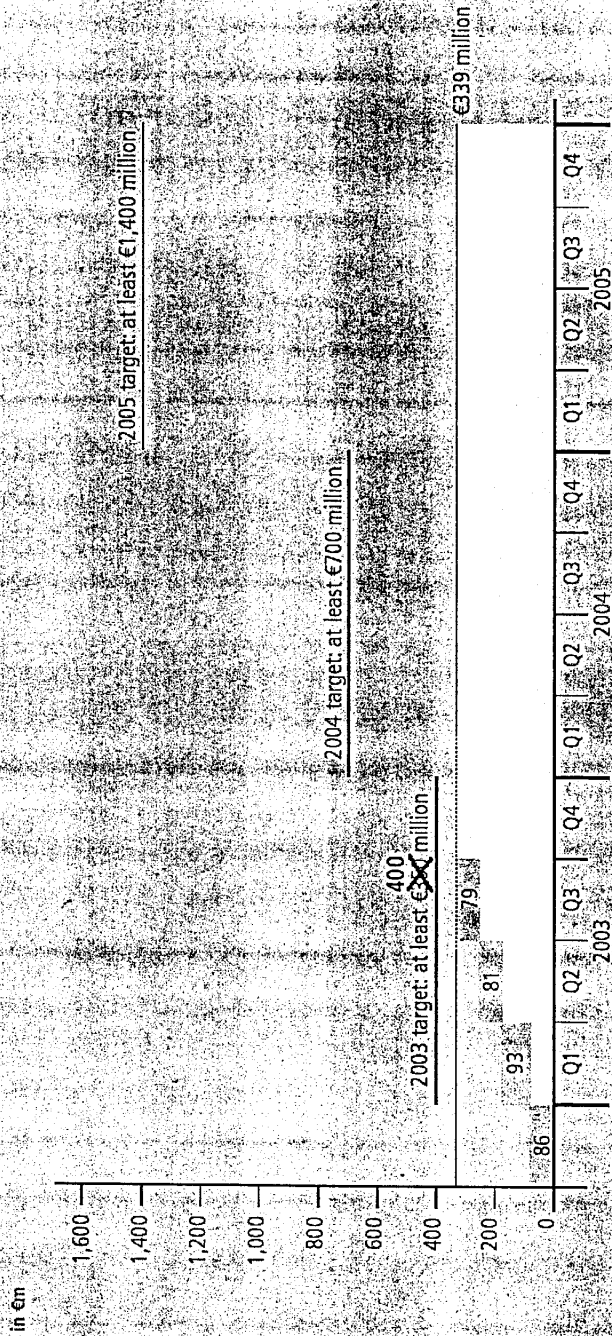 in €m
1,600
1,400
1,200
1,000
800
600
400
200
0
2005 target: at least €1,400 million
2004 target: at least €700 million
400
2003 target: at least € million
€339 million
86
93
81
79
Q1 Q2 Q3 Q4 Q1 Q2 Q3 Q4 Q1 Q2 Q3 Q4
2003 2004 2005